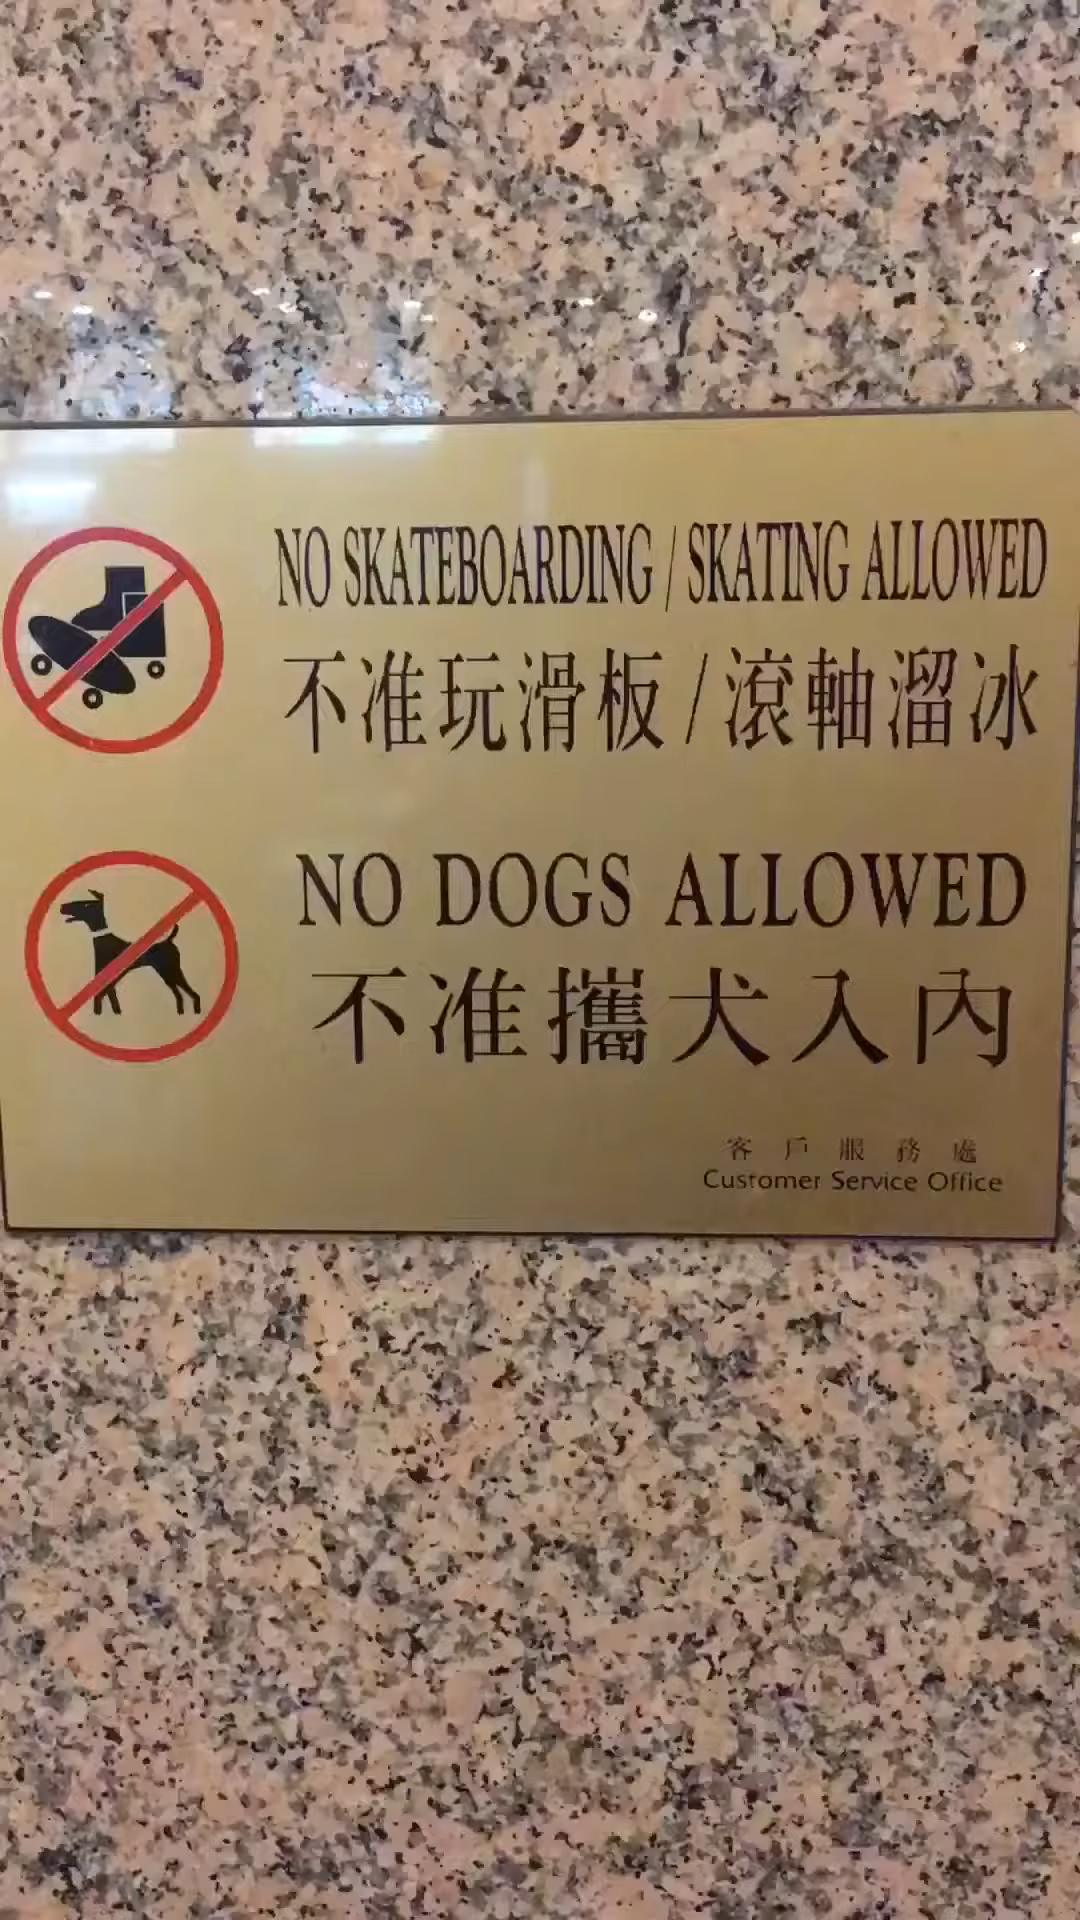 NO SKATEBOARDING / SKATING ALLOWED
不准玩滑板 / 滾軸溜冰
NO DOGS ALLOWED
不准攜犬入內
客戶服務處
Customer Service Office